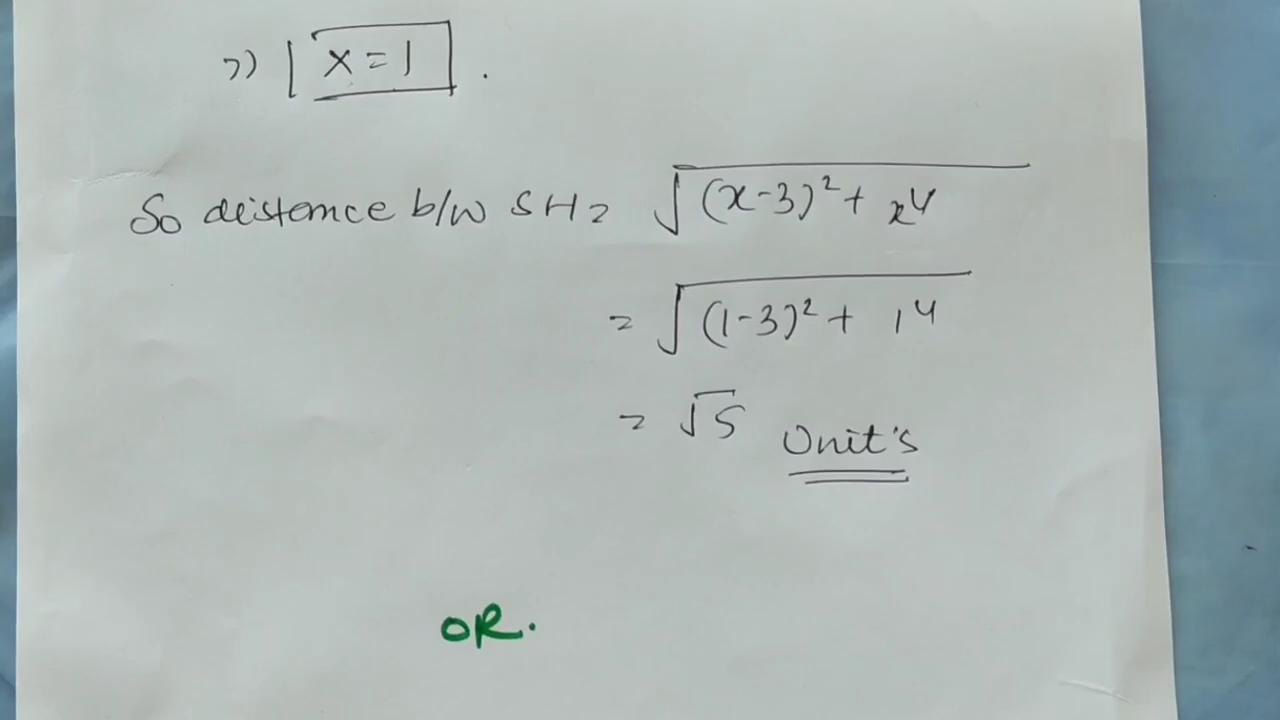 ⇒ | x = 1 .
So distance b/w SH = √((x-3)² + x⁴)
= √((1-3)² + 1⁴)
= √5 Unit's
OR.